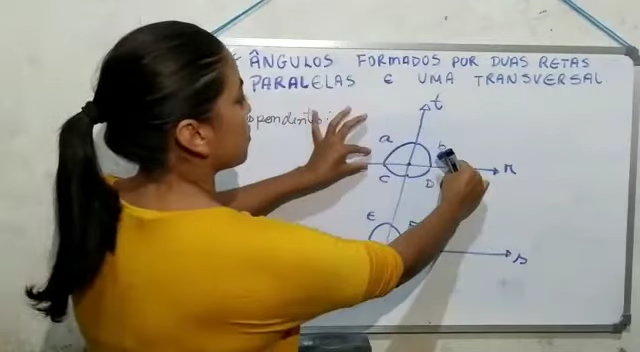 ÂNGULOS FORMADOS POR DUAS RETAS
PARALELAS E UMA TRANSVERSAL
t
a b
C D
r
E F
s